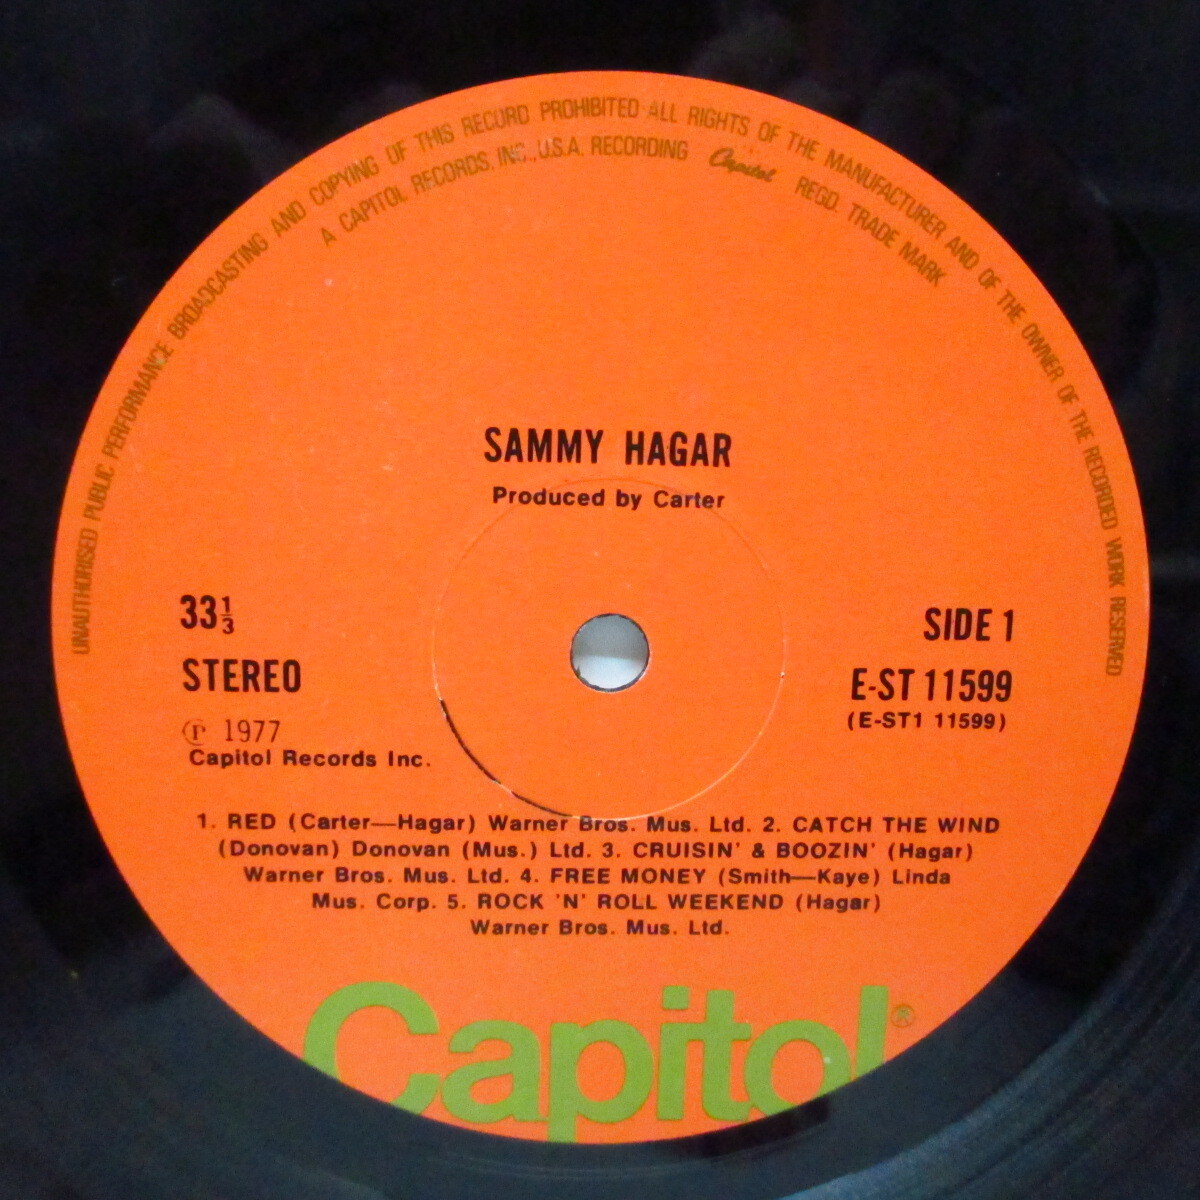 UNAUTHORISED PUBLIC PERFORMANCE BROADCASTING AND COPYING OF THIS RECORD PROHIBITED ALL RIGHTS OF THE MANUFACTURER AND OF THE OWNER OF THE RECORDED WORK RESERVED
A CAPITOL RECORDS, INC., U.S.A. RECORDING Capitol REGD. TRADE MARK
SAMMY HAGAR
Produced by Carter
33⅓
STEREO
℗ 1977
Capitol Records Inc.
SIDE 1
E-ST 11599
(E-ST1 11599)
1. RED (Carter—Hagar) Warner Bros. Mus. Ltd. 2. CATCH THE WIND
(Donovan) Donovan (Mus.) Ltd. 3. CRUISIN' & BOOZIN' (Hagar)
Warner Bros. Mus. Ltd. 4. FREE MONEY (Smith—Kaye) Linda
Mus. Corp. 5. ROCK 'N' ROLL WEEKEND (Hagar)
Warner Bros. Mus. Ltd.
Capitol®